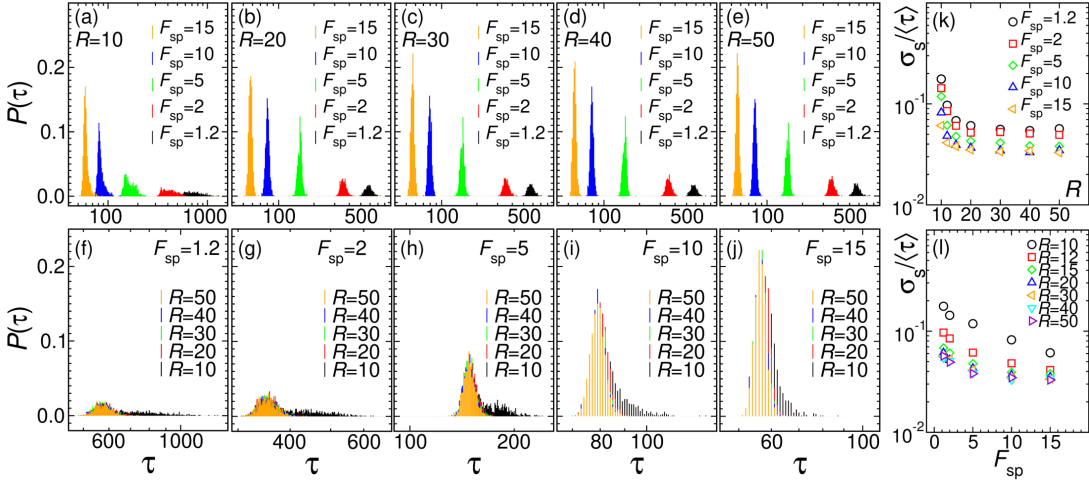 (a) F_sp=15
R=10 F_sp=10
F_sp=5
F_sp=2
F_sp=1.2
(b) F_sp=15
R=20 F_sp=10
F_sp=5
F_sp=2
F_sp=1.2
(c) F_sp=15
R=30 F_sp=10
F_sp=5
F_sp=2
F_sp=1.2
(d) F_sp=15
R=40 F_sp=10
F_sp=5
F_sp=2
F_sp=1.2
(e) F_sp=15
R=50 F_sp=10
F_sp=5
F_sp=2
F_sp=1.2
P(τ)
0.2
0.1
0.0
100 1000
100 500
100 500
100 500
100 500
(k) F_sp=1.2
F_sp=2
F_sp=5
F_sp=10
F_sp=15
σ_s/⟨τ⟩
10^-1
10^-2
R
10 20 30 40 50
(f) F_sp=1.2
R=50
R=40
R=30
R=20
R=10
(g) F_sp=2
R=50
R=40
R=30
R=20
R=10
(h) F_sp=5
R=50
R=40
R=30
R=20
R=10
(i) F_sp=10
R=50
R=40
R=30
R=20
R=10
(j) F_sp=15
R=50
R=40
R=30
R=20
R=10
P(τ)
0.2
0.1
0.0
600 1000
400 600
100 200
80 100
60 100
τ τ τ τ τ
(l) R=10
R=12
R=15
R=20
R=30
R=40
R=50
σ_s/⟨τ⟩
10^-1
10^-2
0 5 10 15
F_sp